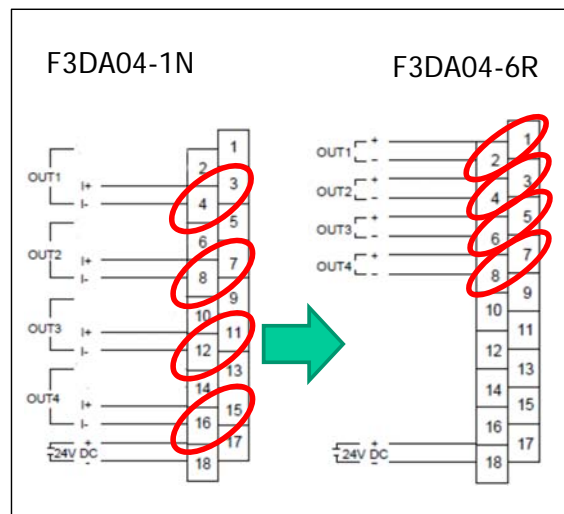 F3DA04-1N
F3DA04-6R
1
2
OUT1
I+
3
I-
4
5
6
OUT2
I+
7
I-
8
9
10
OUT3
I+
11
I-
12
13
14
OUT4
I+
15
I-
16
+
17
24V DC
-
18
+
1
OUT1
-
2
+
3
OUT2
-
4
+
5
OUT3
-
6
+
7
OUT4
-
8
9
10
11
12
13
14
15
16
+
17
24V DC
-
18